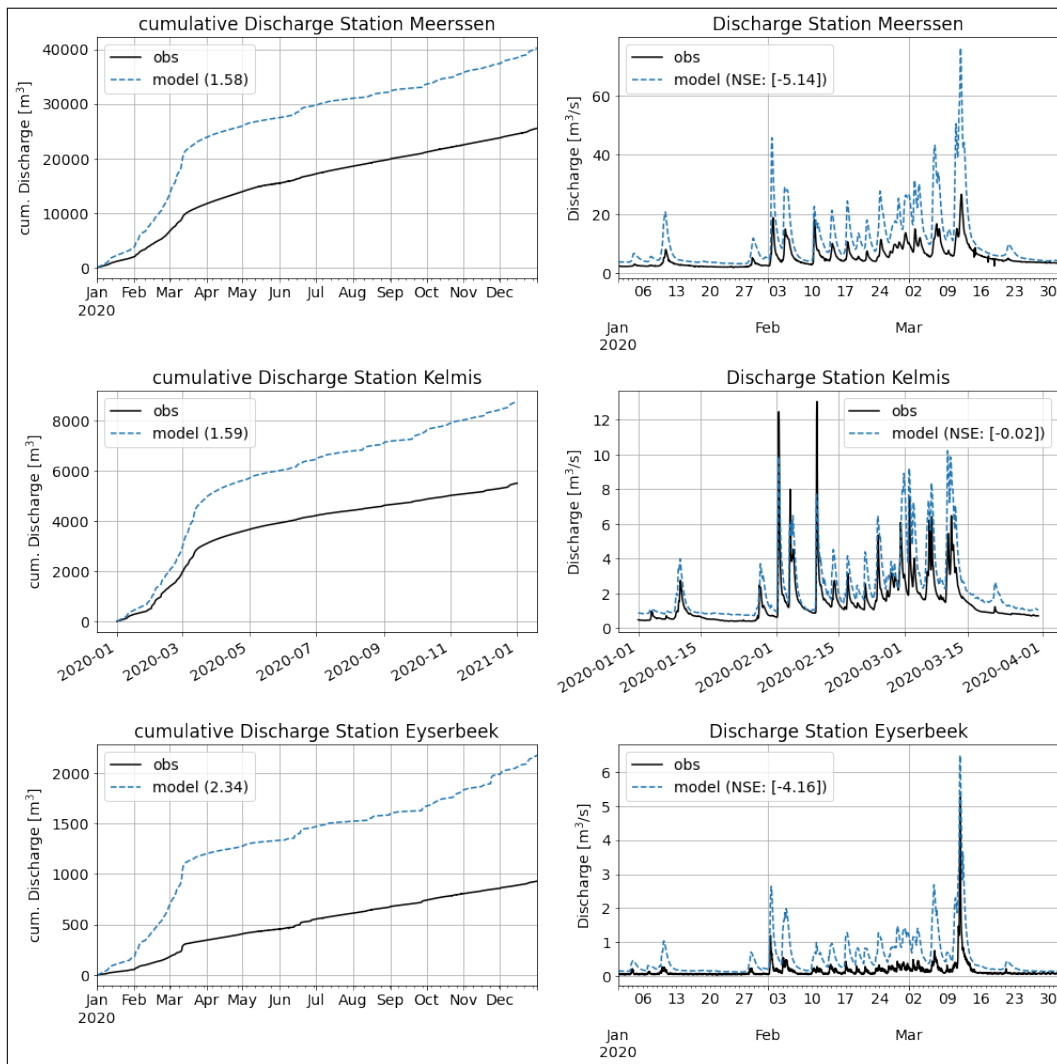 cumulative Discharge Station Meerssen
cum. Discharge [m³]
40000
30000
20000
10000
0
obs
model (1.58)
Jan Feb Mar Apr May Jun Jul Aug Sep Oct Nov Dec
2020
Discharge Station Meerssen
Discharge [m³/s]
60
40
20
0
obs
model (NSE: [-5.14])
06 13 20 27 03 10 17 24 02 09 16 23 30
Jan Feb Mar
2020
cumulative Discharge Station Kelmis
cum. Discharge [m³]
8000
6000
4000
2000
0
obs
model (1.59)
2020-01 2020-03 2020-05 2020-07 2020-09 2020-11 2021-01
Discharge Station Kelmis
Discharge [m³/s]
12
10
8
6
4
2
0
obs
model (NSE: [-0.02])
2020-01-01 2020-01-15 2020-02-01 2020-02-15 2020-03-01 2020-03-15 2020-04-01
cumulative Discharge Station Eyserbeek
cum. Discharge [m³]
2000
1500
1000
500
0
obs
model (2.34)
Jan Feb Mar Apr May Jun Jul Aug Sep Oct Nov Dec
2020
Discharge Station Eyserbeek
Discharge [m³/s]
6
5
4
3
2
1
0
obs
model (NSE: [-4.16])
06 13 20 27 03 10 17 24 02 09 16 23 30
Jan Feb Mar
2020